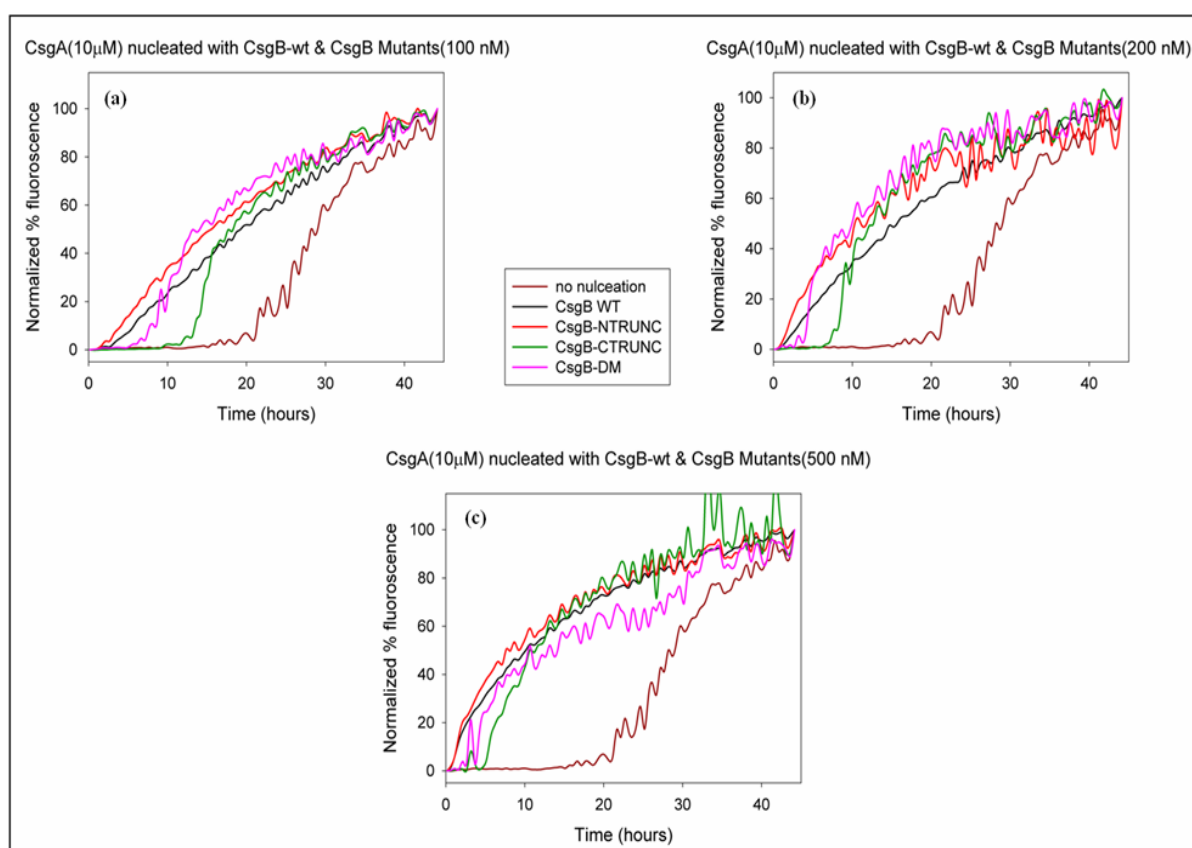 CsgA(10μM) nucleated with CsgB-wt & CsgB Mutants(100 nM)
(a)
100
80
60
40
20
0
Normalized % fluoroscence
0 10 20 30 40
Time (hours)
CsgA(10μM) nucleated with CsgB-wt & CsgB Mutants(200 nM)
(b)
100
80
60
40
20
0
Normalized % fluoroscence
0 10 20 30 40
Time (hours)
no nulceation
CsgB WT
CsgB-NTRUNC
CsgB-CTRUNC
CsgB-DM
CsgA(10μM) nucleated with CsgB-wt & CsgB Mutants(500 nM)
(c)
100
80
60
40
20
0
Normalized % fluoroscence
0 10 20 30 40
Time (hours)